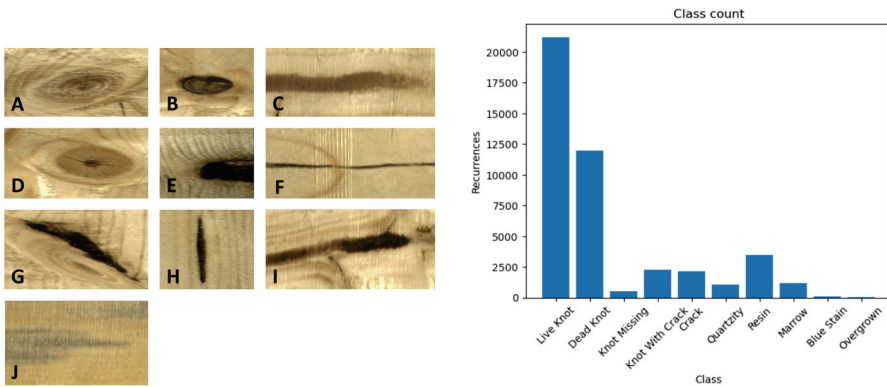 A
B
C
D
E
F
G
H
I
J
Class count
Recurrences
20000
17500
15000
12500
10000
7500
5000
2500
0
Live Knot
Dead Knot
Knot Missing
Knot With Crack
Crack
Quartzity
Resin
Marrow
Blue Stain
Overgrown
Class